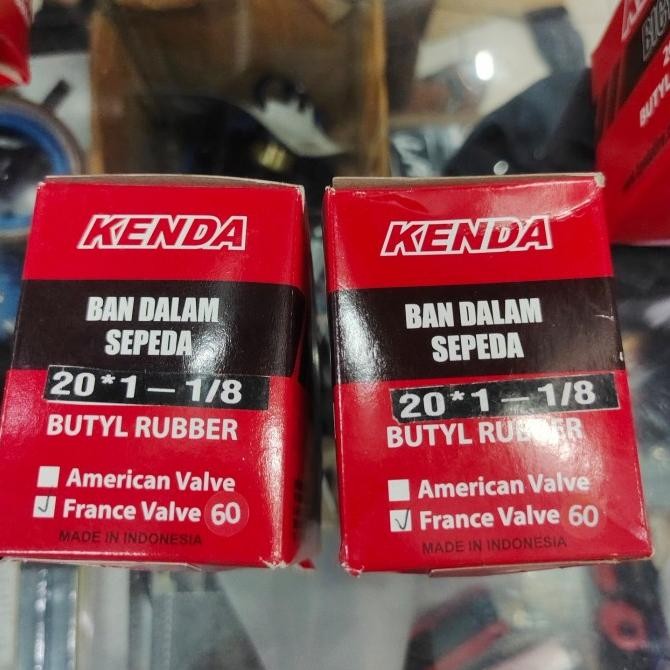 KENDA
BAN DALAM
SEPEDA
20*1 — 1/8
BUTYL RUBBER
American Valve
France Valve 60
MADE IN INDONESIA
KENDA
BAN DALAM
SEPEDA
20*1 — 1/8
BUTYL RUBBER
American Valve
France Valve 60
MADE IN INDONESIA
BUTYL